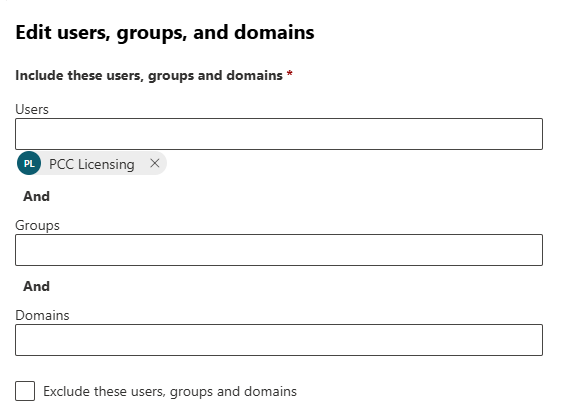 Edit users, groups, and domains
Include these users, groups and domains *
Users
PL PCC Licensing ×
And
Groups
And
Domains
Exclude these users, groups and domains